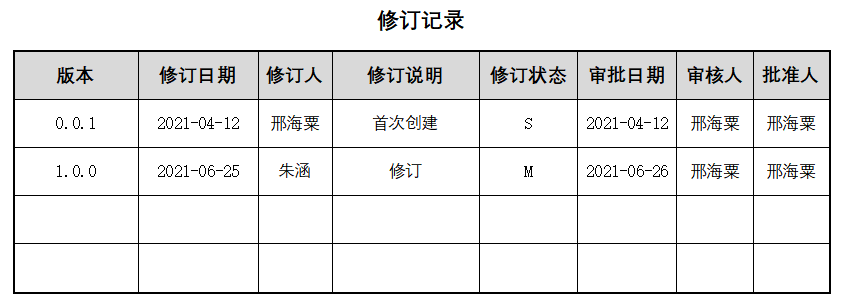 修订记录
版本 修订日期 修订人 修订说明 修订状态 审批日期 审核人 批准人
0.0.1 2021-04-12 邢海粟 首次创建 S 2021-04-12 邢海粟 邢海粟
1.0.0 2021-06-25 朱涵 修订 M 2021-06-26 邢海粟 邢海粟